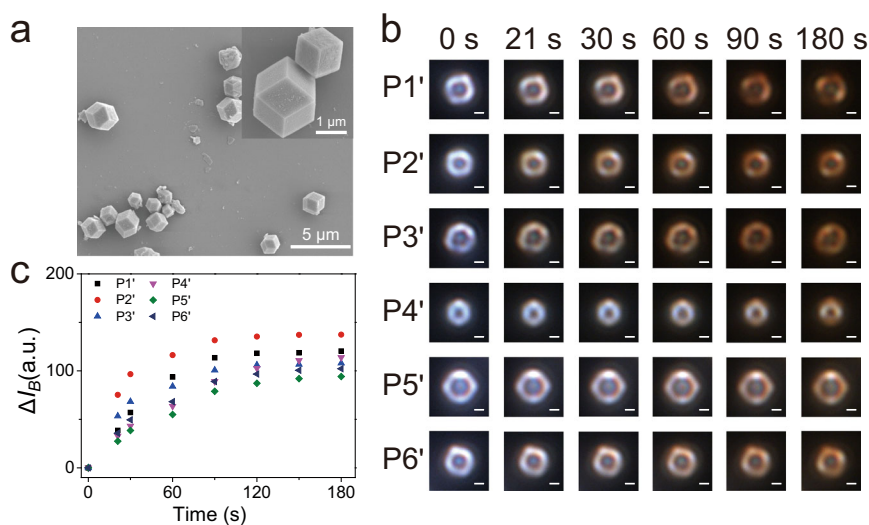 a
1 µm
5 µm
b
0 s 21 s 30 s 60 s 90 s 180 s
P1'
P2'
P3'
P4'
P5'
P6'
c
200
100
0
ΔI_B(a.u.)
P1' P4'
P2' P5'
P3' P6'
0 60 120 180
Time (s)